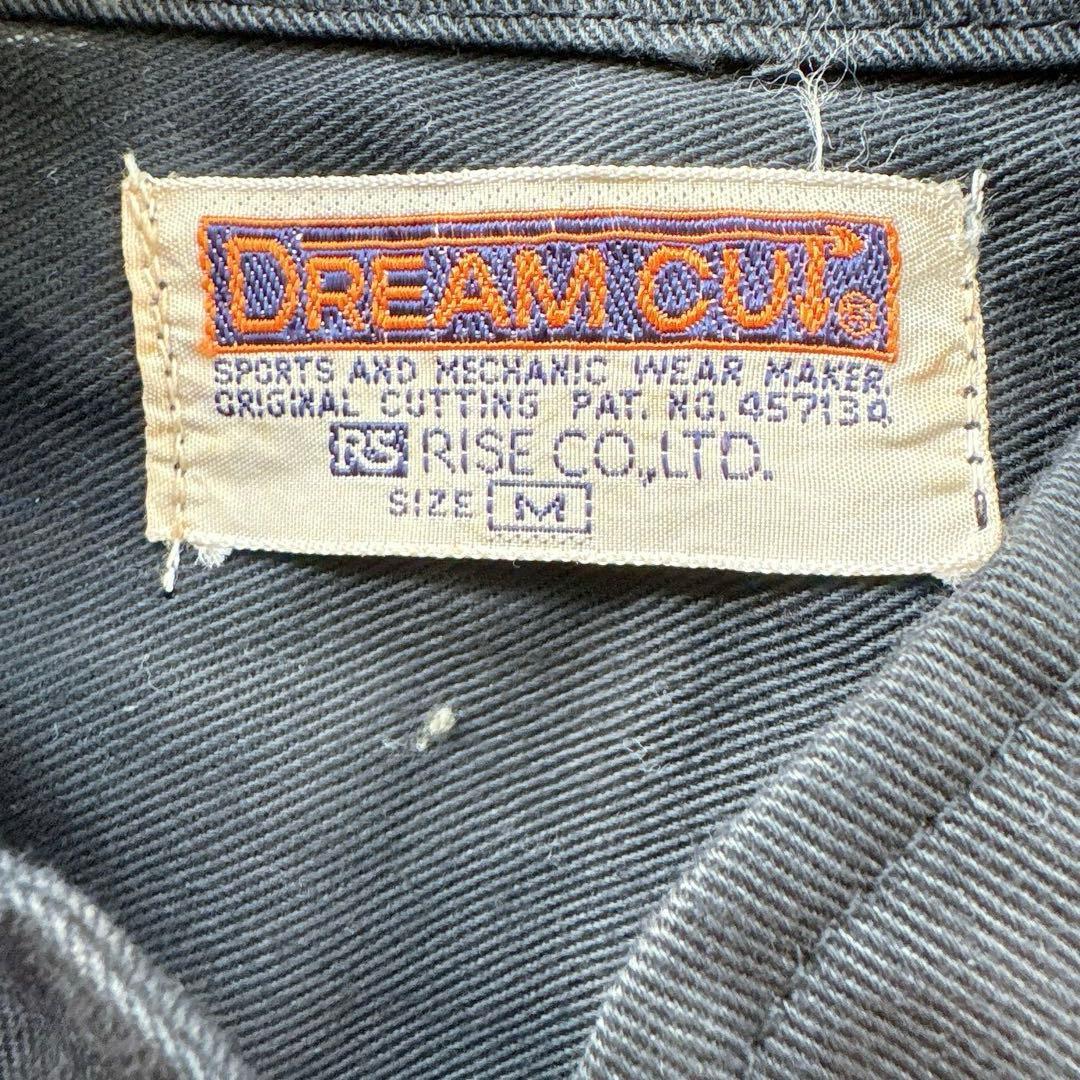 DREAM CUT ®
SPORTS AND MECHANIC WEAR MAKER,
ORIGINAL CUTTING PAT. NO. 457134
RS RISE CO.,LTD.
SIZE M